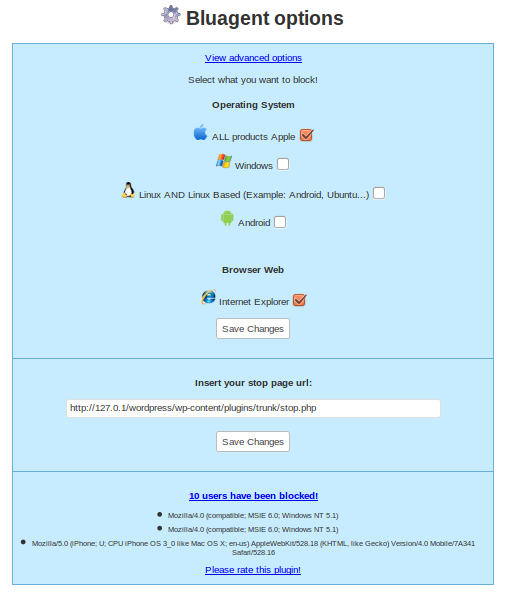 Bluagent options
View advanced options
Select what you want to block!
Operating System
ALL products Apple
Windows
Linux AND Linux Based (Example: Android, Ubuntu...)
Android
Browser Web
Internet Explorer
Save Changes
Insert your stop page url:
http://127.0.1/wordpress/wp-content/plugins/trunk/stop.php
Save Changes
10 users have been blocked!
Mozilla/4.0 (compatible; MSIE 6.0; Windows NT 5.1)
Mozilla/4.0 (compatible; MSIE 6.0; Windows NT 5.1)
Mozilla/5.0 (iPhone; U; CPU iPhone OS 3_0 like Mac OS X; en-us) AppleWebKit/528.18 (KHTML, like Gecko) Version/4.0 Mobile/7A341
Safari/528.16
Please rate this plugin!